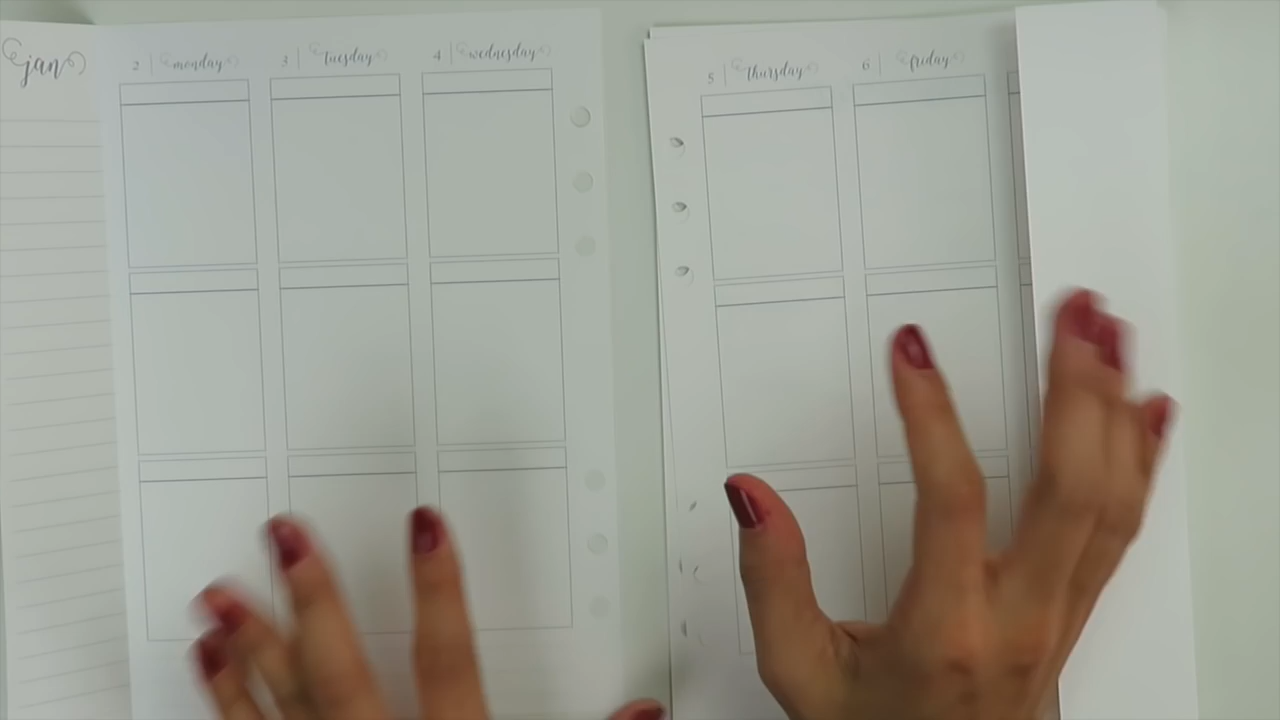 jan
2 | monday
3 | tuesday
4 | wednesday
5 | thursday
6 | friday